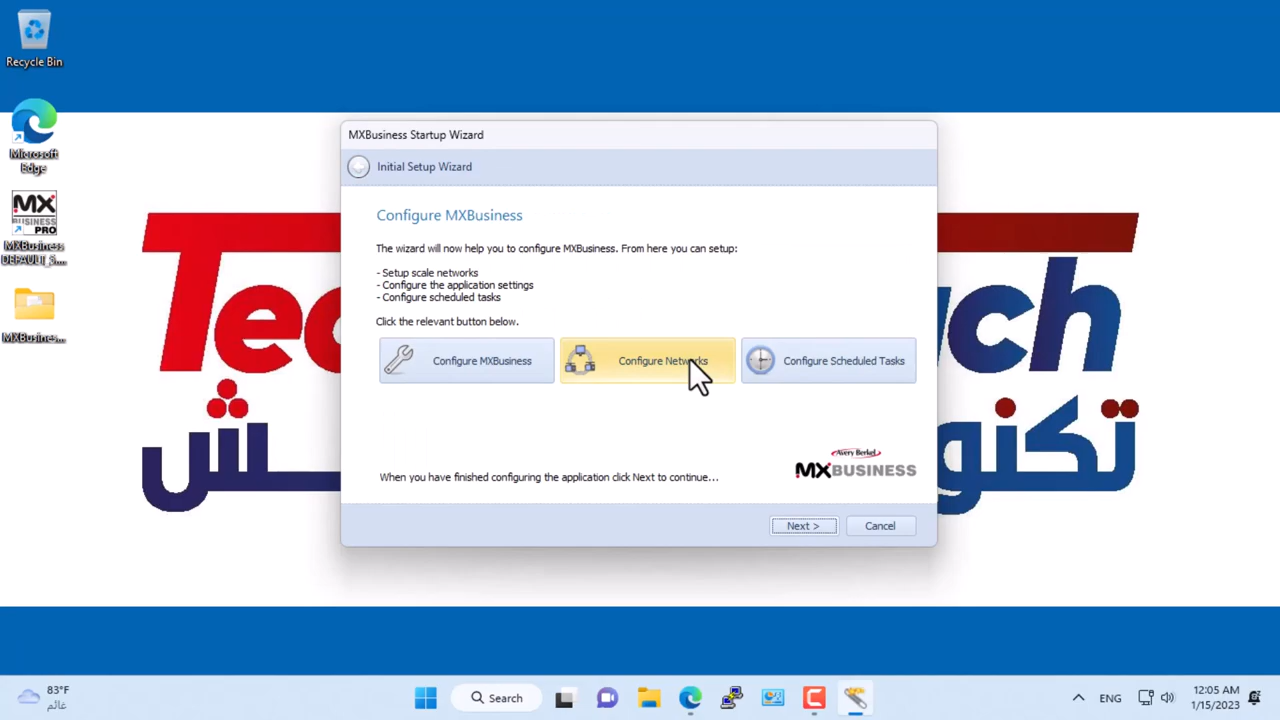 Recycle Bin
Microsoft
Edge
MX
BUSINESS
PRO
MXBusiness
DEFAULT_5....
MXBusines...
MXBusiness Startup Wizard
Initial Setup Wizard
Configure MXBusiness
The wizard will now help you to configure MXBusiness. From here you can setup:
- Setup scale networks
- Configure the application settings
- Configure scheduled tasks
Click the relevant button below.
Configure MXBusiness
Configure Networks
Configure Scheduled Tasks
Avery Berkel
MXBUSINESS
When you have finished configuring the application click Next to continue...
Next >
Cancel
83°F
غائم
Search
ENG
12:05 AM
1/15/2023